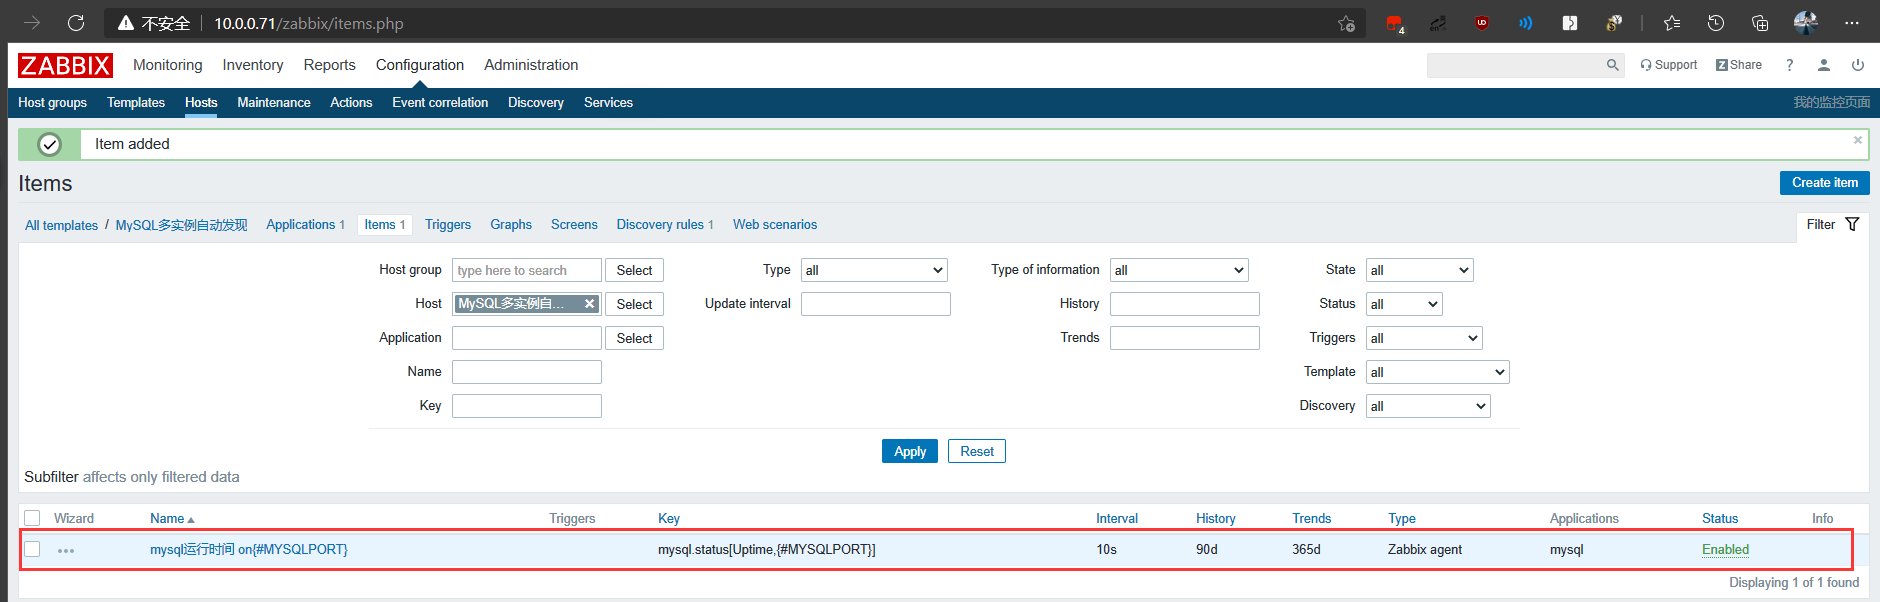 不安全 10.0.0.71/zabbix/items.php 4
ZABBIX Monitoring Inventory Reports Configuration Administration Support Z Share ?
Host groups Templates Hosts Maintenance Actions Event correlation Discovery Services 我的监控页面
Item added ×
Items Create item
All templates / MySQL多实例自动发现 Applications 1 Items 1 Triggers Graphs Screens Discovery rules 1 Web scenarios Filter
Host group type here to search Select Type all Type of information all State all
Host MySQL多实例自... × Select Update interval History Status all
Application Select Trends Triggers all
Name Template all
Key Discovery all
Apply Reset
Subfilter affects only filtered data
Wizard Name Triggers Key Interval History Trends Type Applications Status Info
mysql运行时间 on{#MYSQLPORT} mysql.status[Uptime,{#MYSQLPORT}] 10s 90d 365d Zabbix agent mysql Enabled
Displaying 1 of 1 found